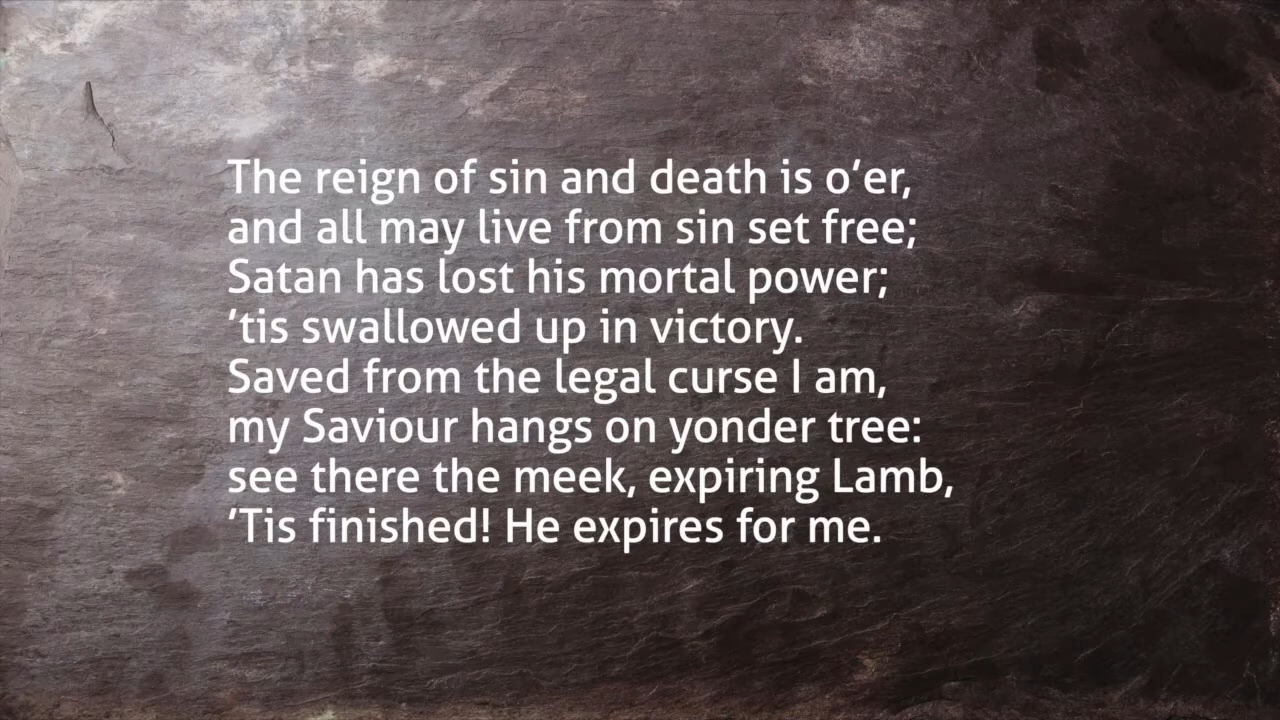 The reign of sin and death is o’er,
and all may live from sin set free;
Satan has lost his mortal power;
’tis swallowed up in victory.
Saved from the legal curse I am,
my Saviour hangs on yonder tree:
see there the meek, expiring Lamb,
’Tis finished! He expires for me.